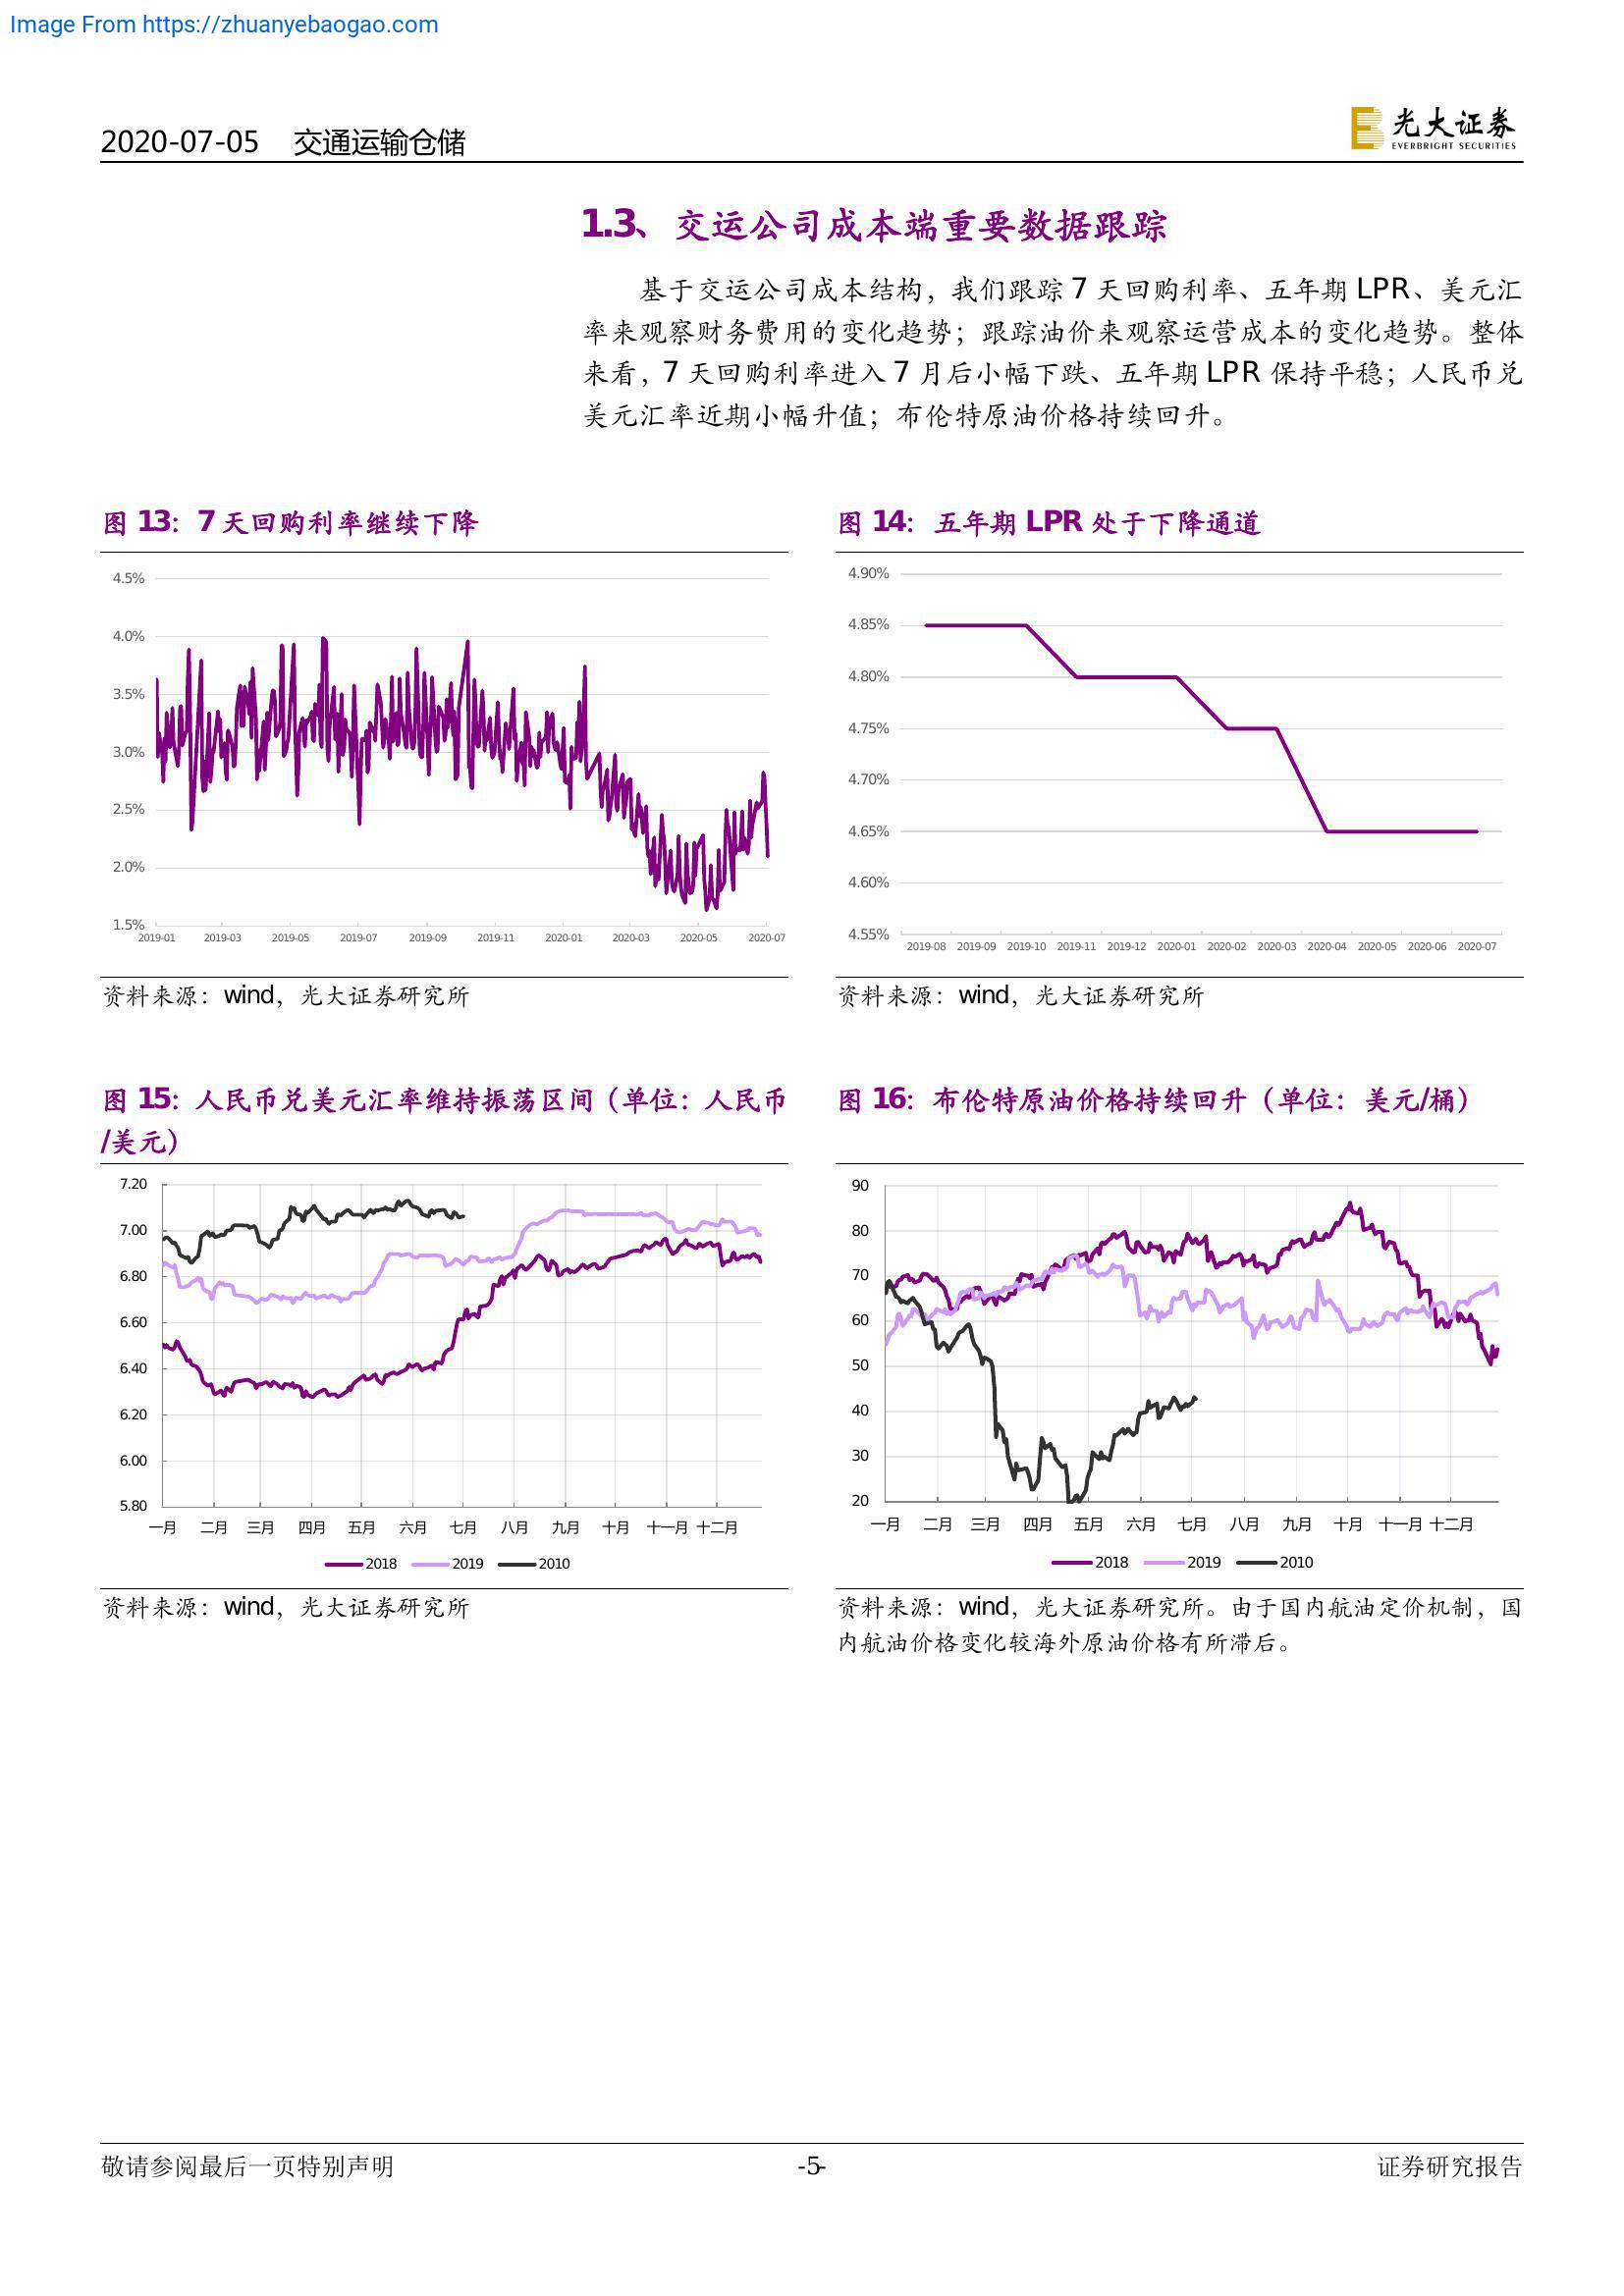 Image From https://zhuanyebaogao.com
2020-07-05 交通运输仓储
光大证券
EVERBRIGHT SECURITIES
1.3、交运公司成本端重要数据跟踪
基于交运公司成本结构，我们跟踪 7 天回购利率、五年期 LPR、美元汇
率来观察财务费用的变化趋势；跟踪油价来观察运营成本的变化趋势。整体
来看，7 天回购利率进入 7 月后小幅下跌、五年期 LPR 保持平稳；人民币兑
美元汇率近期小幅升值；布伦特原油价格持续回升。
图 13：7 天回购利率继续下降
4.5%
4.0%
3.5%
3.0%
2.5%
2.0%
1.5%
2019-01 2019-03 2019-05 2019-07 2019-09 2019-11 2020-01 2020-03 2020-05 2020-07
资料来源：wind，光大证券研究所
图 14：五年期 LPR 处于下降通道
4.90%
4.85%
4.80%
4.75%
4.70%
4.65%
4.60%
4.55%
2019-08 2019-09 2019-10 2019-11 2019-12 2020-01 2020-02 2020-03 2020-04 2020-05 2020-06 2020-07
资料来源：wind，光大证券研究所
图 15：人民币兑美元汇率维持振荡区间（单位：人民币
/美元）
7.20
7.00
6.80
6.60
6.40
6.20
6.00
5.80
一月 二月 三月 四月 五月 六月 七月 八月 九月 十月 十一月 十二月
2018 2019 2010
资料来源：wind，光大证券研究所
图 16：布伦特原油价格持续回升（单位：美元/桶）
90
80
70
60
50
40
30
20
一月 二月 三月 四月 五月 六月 七月 八月 九月 十月 十一月 十二月
2018 2019 2010
资料来源：wind，光大证券研究所。由于国内航油定价机制，国
内航油价格变化较海外原油价格有所滞后。
敬请参阅最后一页特别声明 -5- 证券研究报告